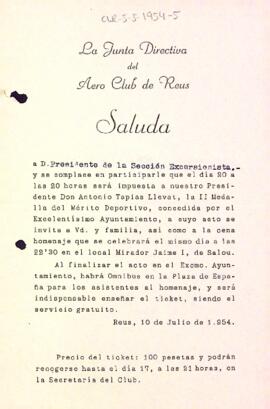 CLR-S.S-1954-5
La Junta Directiva
del
Aero Club de Reus
Saluda
a D. Presidente de la Sección Excursionista,-
y se complase en participarle que el día 20 a
las 20 horas será impuesta a nuestro Presi-
dente Don Antonio Tapias Llevat, la II Meda-
lla del Mérito Deportivo, concedida por el
Excelentísimo Ayuntamiento, a cuyo acto se
invita a Vd. y familia, así como a la cena
homenaje que se celebrará el mismo día a las
22'30 en el local Mirador Jaime I, de Salou.
Al finalizar el acto en el Excmo. Ayun-
tamiento, habrá Omnibus en la Plaza de Espa-
ña para los asistentes al homenaje, y será
indispensable enseñar el ticket, siendo el
servicio gratuito.
Reus, 10 de Julio de 1.954.
Precio del ticket: 100 pesetas y podrán
recogerse hasta el día 17, a las 21 horas, en
la Secretaría del Club.